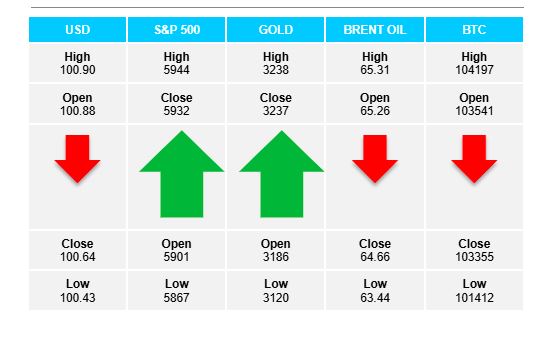 USD S&P 500 GOLD BRENT OIL BTC
High High High High High
100.90 5944 3238 65.31 104197
Open Close Close Open Open
100.88 5932 3237 65.26 103541
Close Open Open Close Close
100.64 5901 3186 64.66 103355
Low Low Low Low Low
100.43 5867 3120 63.44 101412